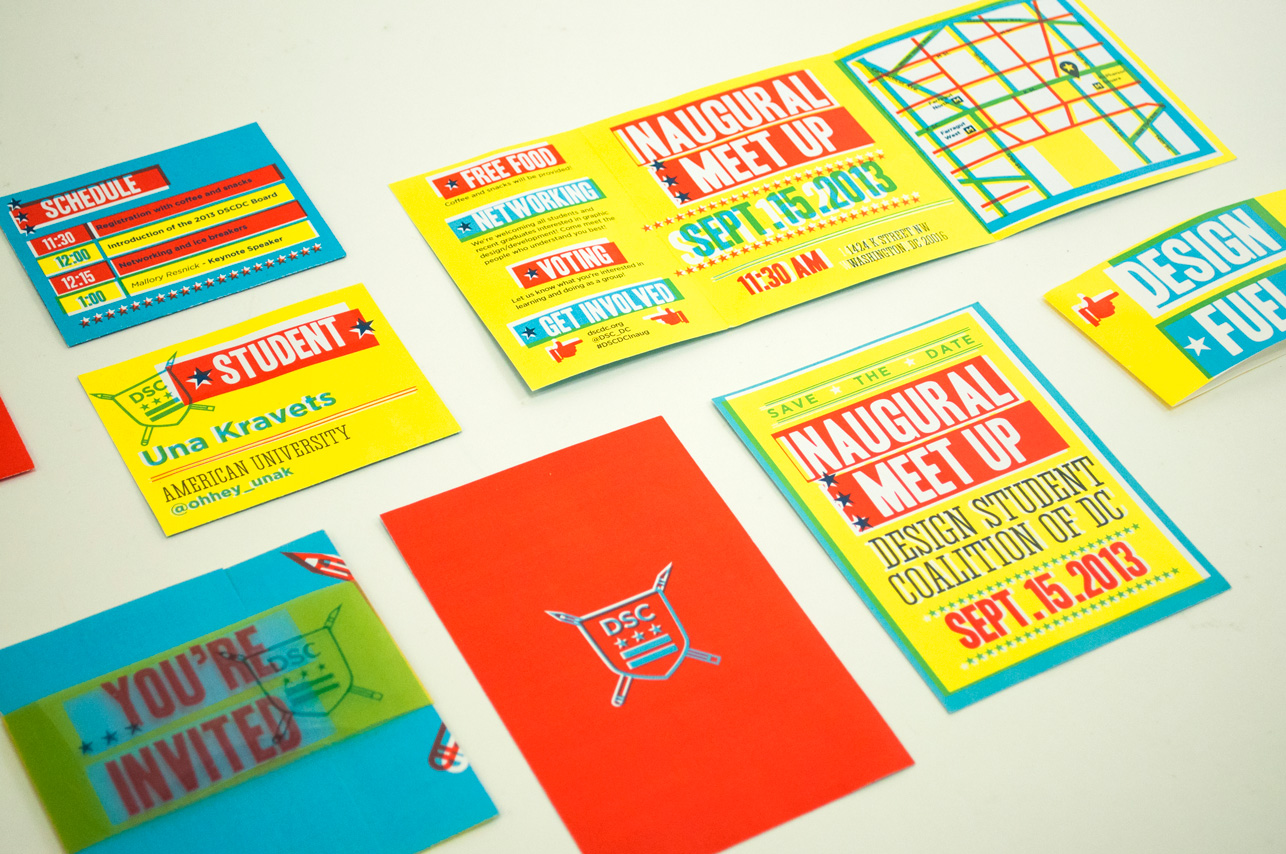 SCHEDULE
11:30 Registration with coffee and snacks
12:00 Introduction of the 2013 DSCDC Board
12:15 Networking and ice breakers
1:00 Mallory Resnick - Keynote Speaker
FREE FOOD
Coffee and snacks will be provided!
NETWORKING
We're welcoming all students and
recent graduates interested in graphic
design/development! Come meet the
people who understand you best!
VOTING
Let us know what you're interested in
learning and doing as a group!
GET INVOLVED
dscdc.org
@DSC_DC
#DSCDCInaug
INAUGURAL
MEET UP
SEPT.15.2013
11:30 AM
1424 K STREET NW
WASHINGTON, DC, 20016
Farragut
North
M
Farragut
West
M
M
DESIGN
FUEL
STUDENT
DSC
Una Kravets
AMERICAN UNIVERSITY
@ohhey_unak
SAVE THE DATE
INAUGURAL
MEET UP
DESIGN STUDENT
COALITION OF DC
SEPT.15.2013
DSC
YOU'RE
INVITED
DSC